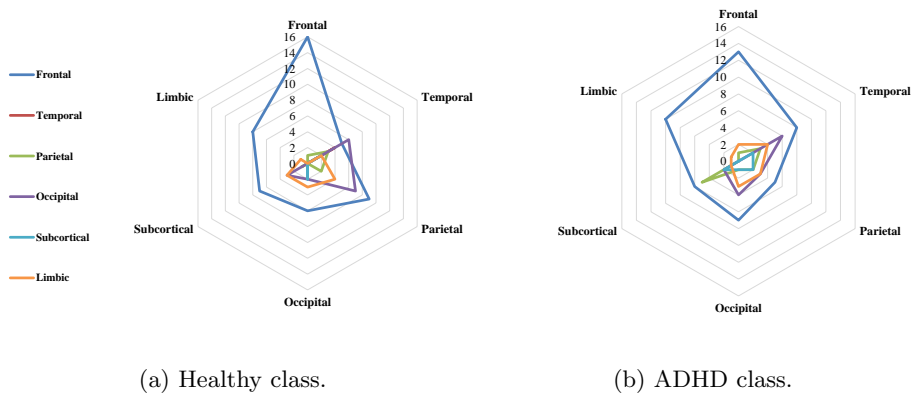 Frontal
Temporal
Parietal
Occipital
Subcortical
Limbic
Frontal
16
14
12
10
8
6
4
2
0
Limbic
Temporal
Subcortical
Parietal
Occipital
(a) Healthy class.
Frontal
16
14
12
10
8
6
4
2
0
Limbic
Temporal
Subcortical
Parietal
Occipital
(b) ADHD class.